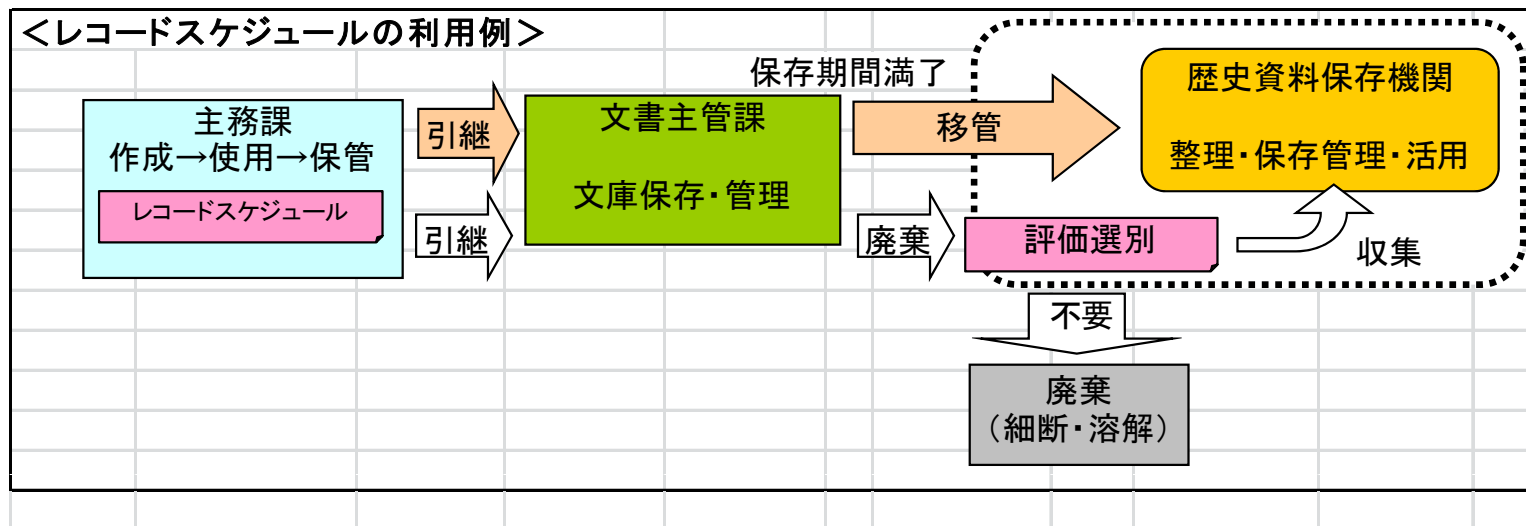 ＜レコードスケジュールの利用例＞
主務課
作成→使用→保管
レコードスケジュール
引継
引継
文書主管課
文庫保存・管理
保存期間満了
移管
廃棄
歴史資料保存機関
整理・保存管理・活用
評価選別
収集
不要
廃棄
（細断・溶解）